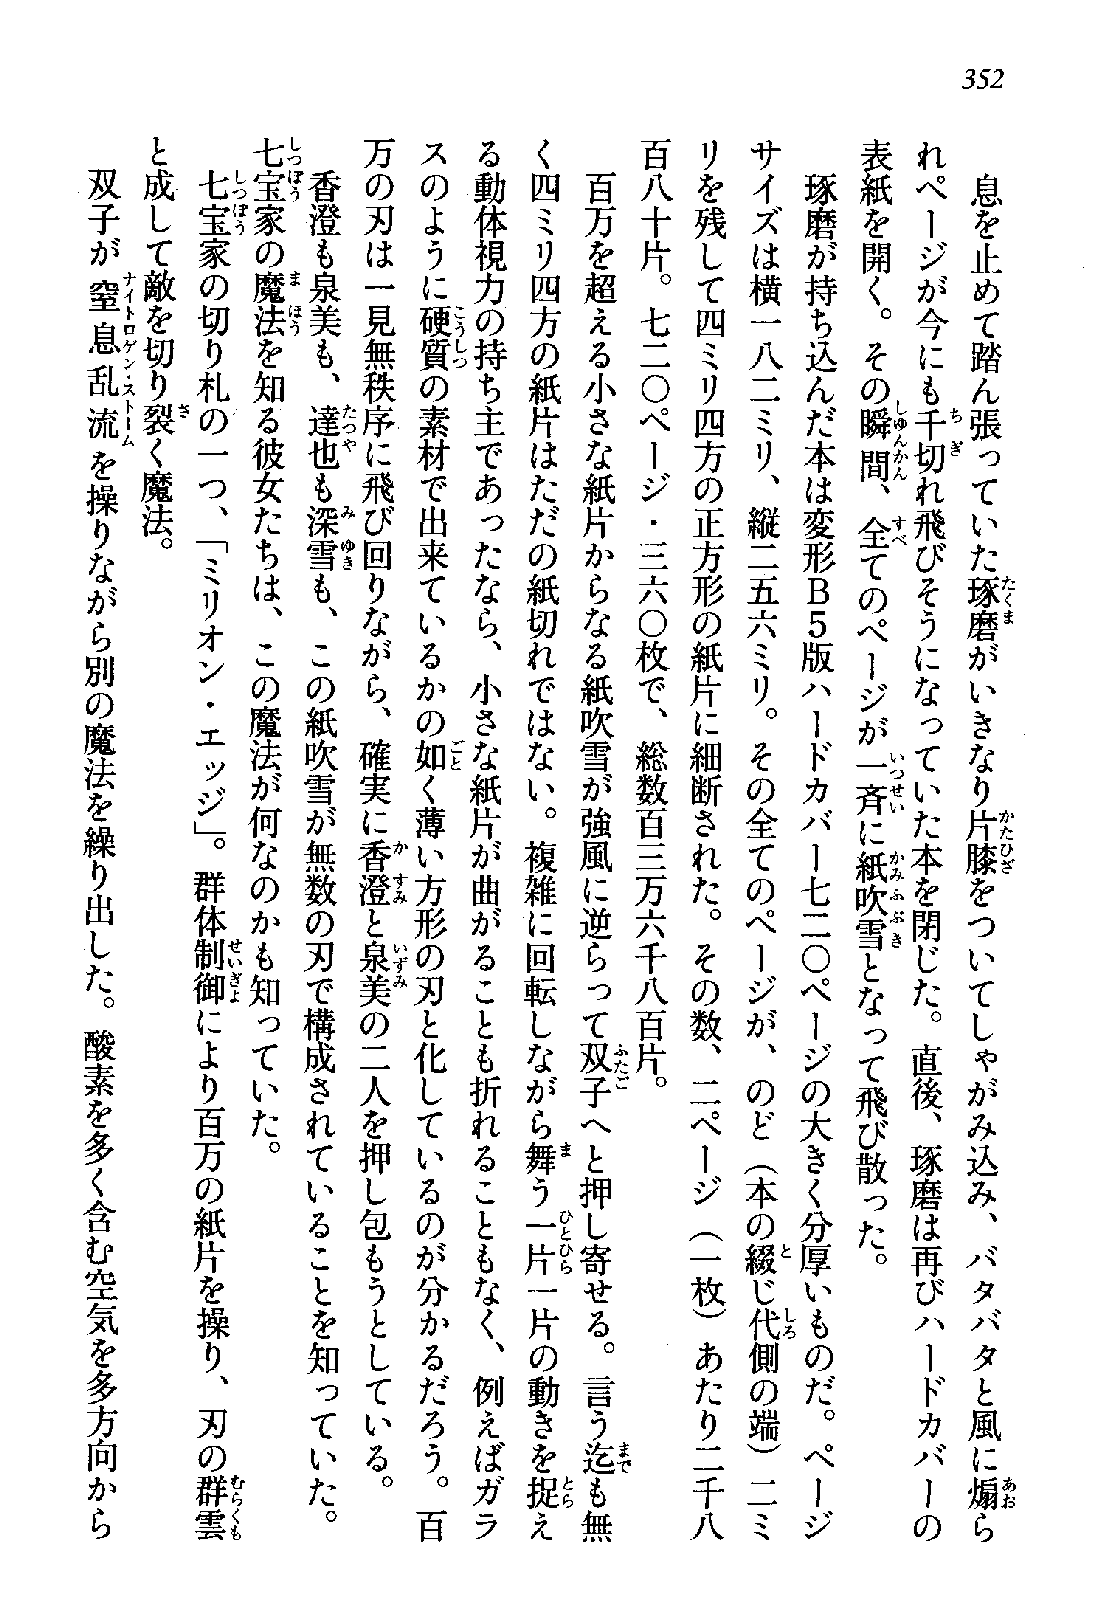 352
息を止めて踏ん張っていた琢磨がいきなり片膝をついてしゃがみ込み、バタバタと風に煽ら
れページが今にも千切れ飛びそうになっていた本を閉じた。直後、琢磨は再びハードカバーの
表紙を開く。その瞬間、全てのページが一斉に紙吹雪となって飛び散った。
琢磨が持ち込んだ本は変形B5版ハードカバー七二〇ページの大きく分厚いものだ。ページ
サイズは横一八二ミリ、縦二五六ミリ。その全てのページが、のど（本の綴じ代側の端）二ミ
リを残して四ミリ四方の正方形の紙片に細断された。その数、二ページ（一枚）あたり二千八
百八十片。七二〇ページ・三六〇枚で、総数百三万六千八百片。
百万を超える小さな紙片からなる紙吹雪が強風に逆らって双子へと押し寄せる。言う迄も無
く四ミリ四方の紙片はただの紙切れではない。複雑に回転しながら舞う一片一片の動きを捉え
る動体視力の持ち主であったなら、小さな紙片が曲がることも折れることもなく、例えばガラ
スのように硬質の素材で出来ているかの如く薄い方形の刃と化しているのが分かるだろう。百
万の刃は一見無秩序に飛び回りながら、確実に香澄と泉美の二人を押し包もうとしている。
香澄も泉美も、達也も深雪も、この紙吹雪が無数の刃で構成されていることを知っていた。
七宝家の魔法を知る彼女たちは、この魔法が何なのかも知っていた。
七宝家の切り札の一つ、「ミリオン・エッジ」。群体制御により百万の紙片を操り、刃の群雲
と成して敵を切り裂く魔法。
双子が窒息乱流を操りながら別の魔法を繰り出した。酸素を多く含む空気を多方向から